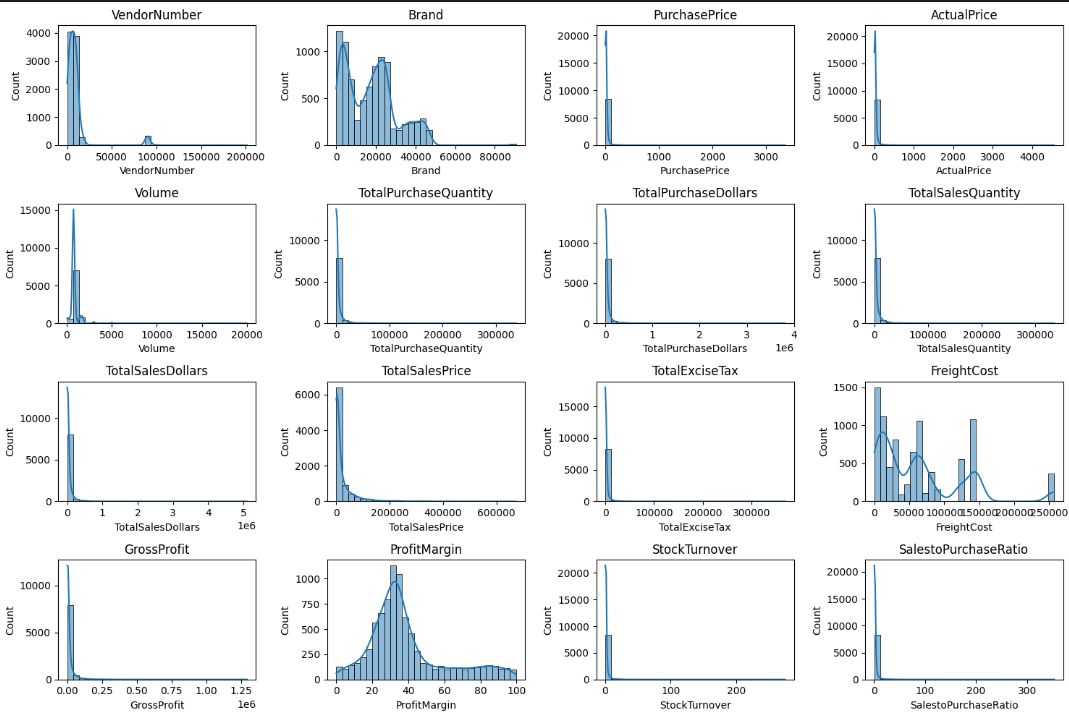 VendorNumber Brand PurchasePrice ActualPrice
Count 4000 3000 2000 1000 0
0 50000 100000 150000 200000
VendorNumber
Count 1000 500 0
0 20000 40000 60000 80000
Brand
Count 20000 15000 10000 5000 0
0 1000 2000 3000
PurchasePrice
Count 20000 15000 10000 5000 0
0 1000 2000 3000 4000
ActualPrice
Volume TotalPurchaseQuantity TotalPurchaseDollars TotalSalesQuantity
Count 15000 10000 5000 0
0 5000 10000 15000 20000
Volume
Count 10000 5000 0
0 100000 200000 300000
TotalPurchaseQuantity
Count 10000 5000 0
0 1 2 3 4
TotalPurchaseDollars 1e6
Count 10000 5000 0
0 100000 200000 300000
TotalSalesQuantity
TotalSalesDollars TotalSalesPrice TotalExciseTax FreightCost
Count 10000 5000 0
0 1 2 3 4 5
TotalSalesDollars 1e6
Count 6000 4000 2000 0
0 200000 400000 600000
TotalSalesPrice
Count 15000 10000 5000 0
0 100000 200000 300000
TotalExciseTax
Count 1500 1000 500 0
0 50000 100000 150000 200000 250000
FreightCost
GrossProfit ProfitMargin StockTurnover SalestoPurchaseRatio
Count 10000 5000 0
0.00 0.25 0.50 0.75 1.00 1.25
GrossProfit 1e6
Count 1000 750 500 250 0
0 20 40 60 80 100
ProfitMargin
Count 20000 15000 10000 5000 0
0 100 200
StockTurnover
Count 20000 15000 10000 5000 0
0 100 200 300
SalestoPurchaseRatio